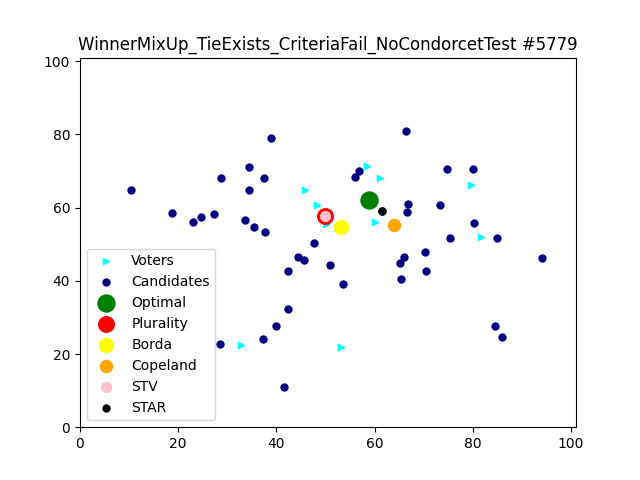 WinnerMixUp_TieExists_CriteriaFail_NoCondorcetTest #5779
100
80
60
40
20
0
Voters
Candidates
Optimal
Plurality
Borda
Copeland
STV
STAR
0 20 40 60 80 100